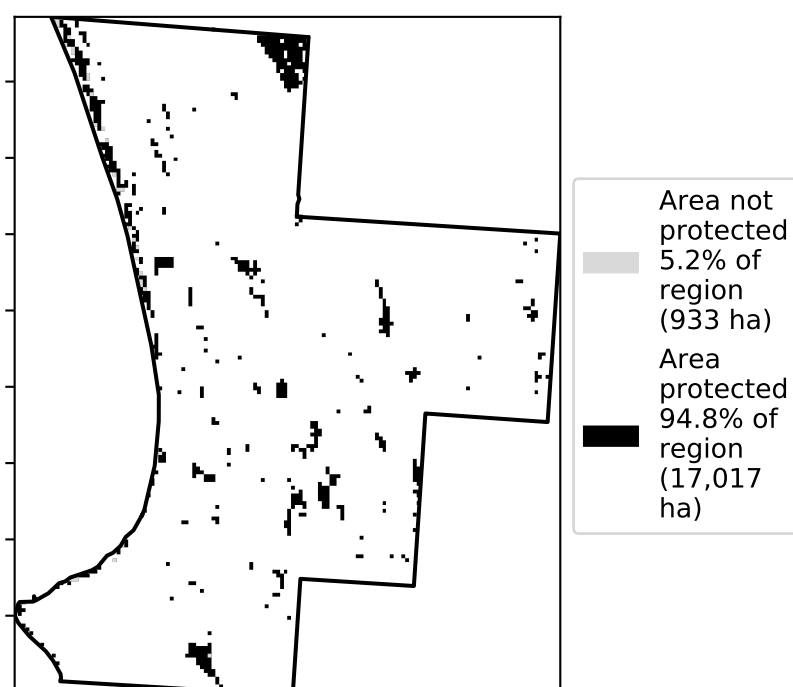 Area not
protected
5.2% of
region
(933 ha)
Area
protected
94.8% of
region
(17,017
ha)